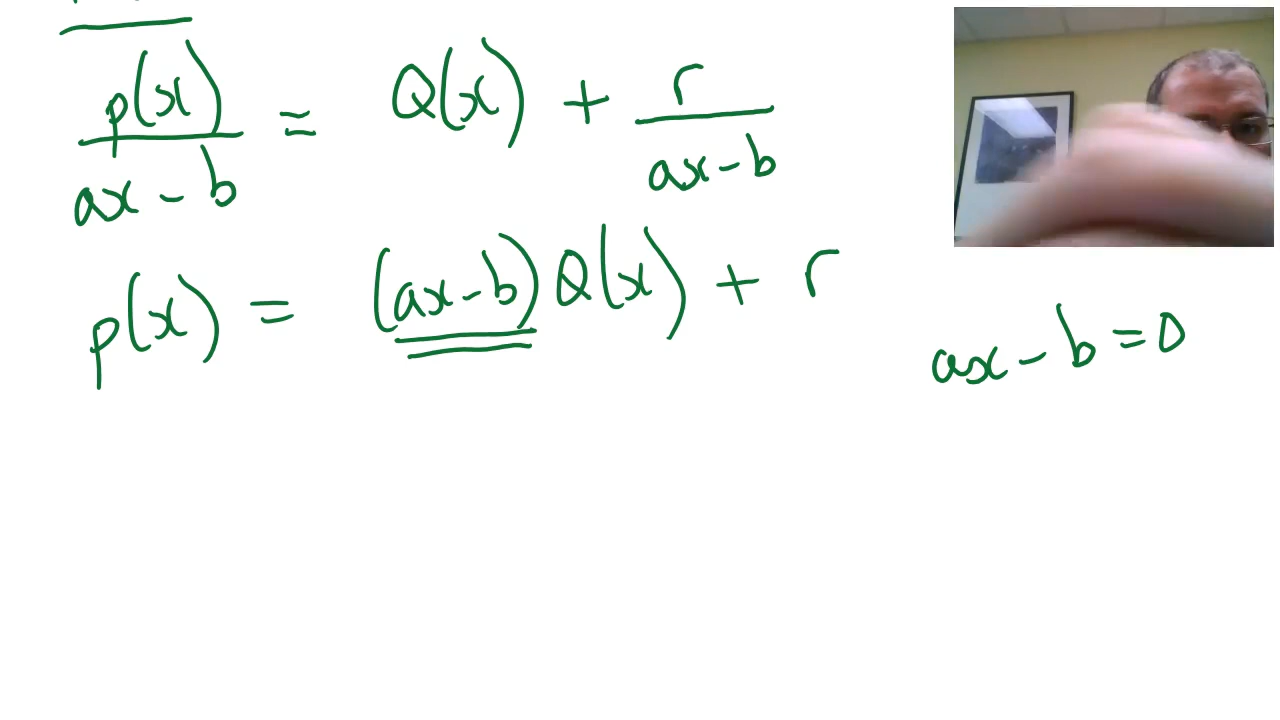 p(x)/(ax-b) = Q(x) + r/(ax-b)
p(x) = (ax-b)Q(x) + r
ax-b=0